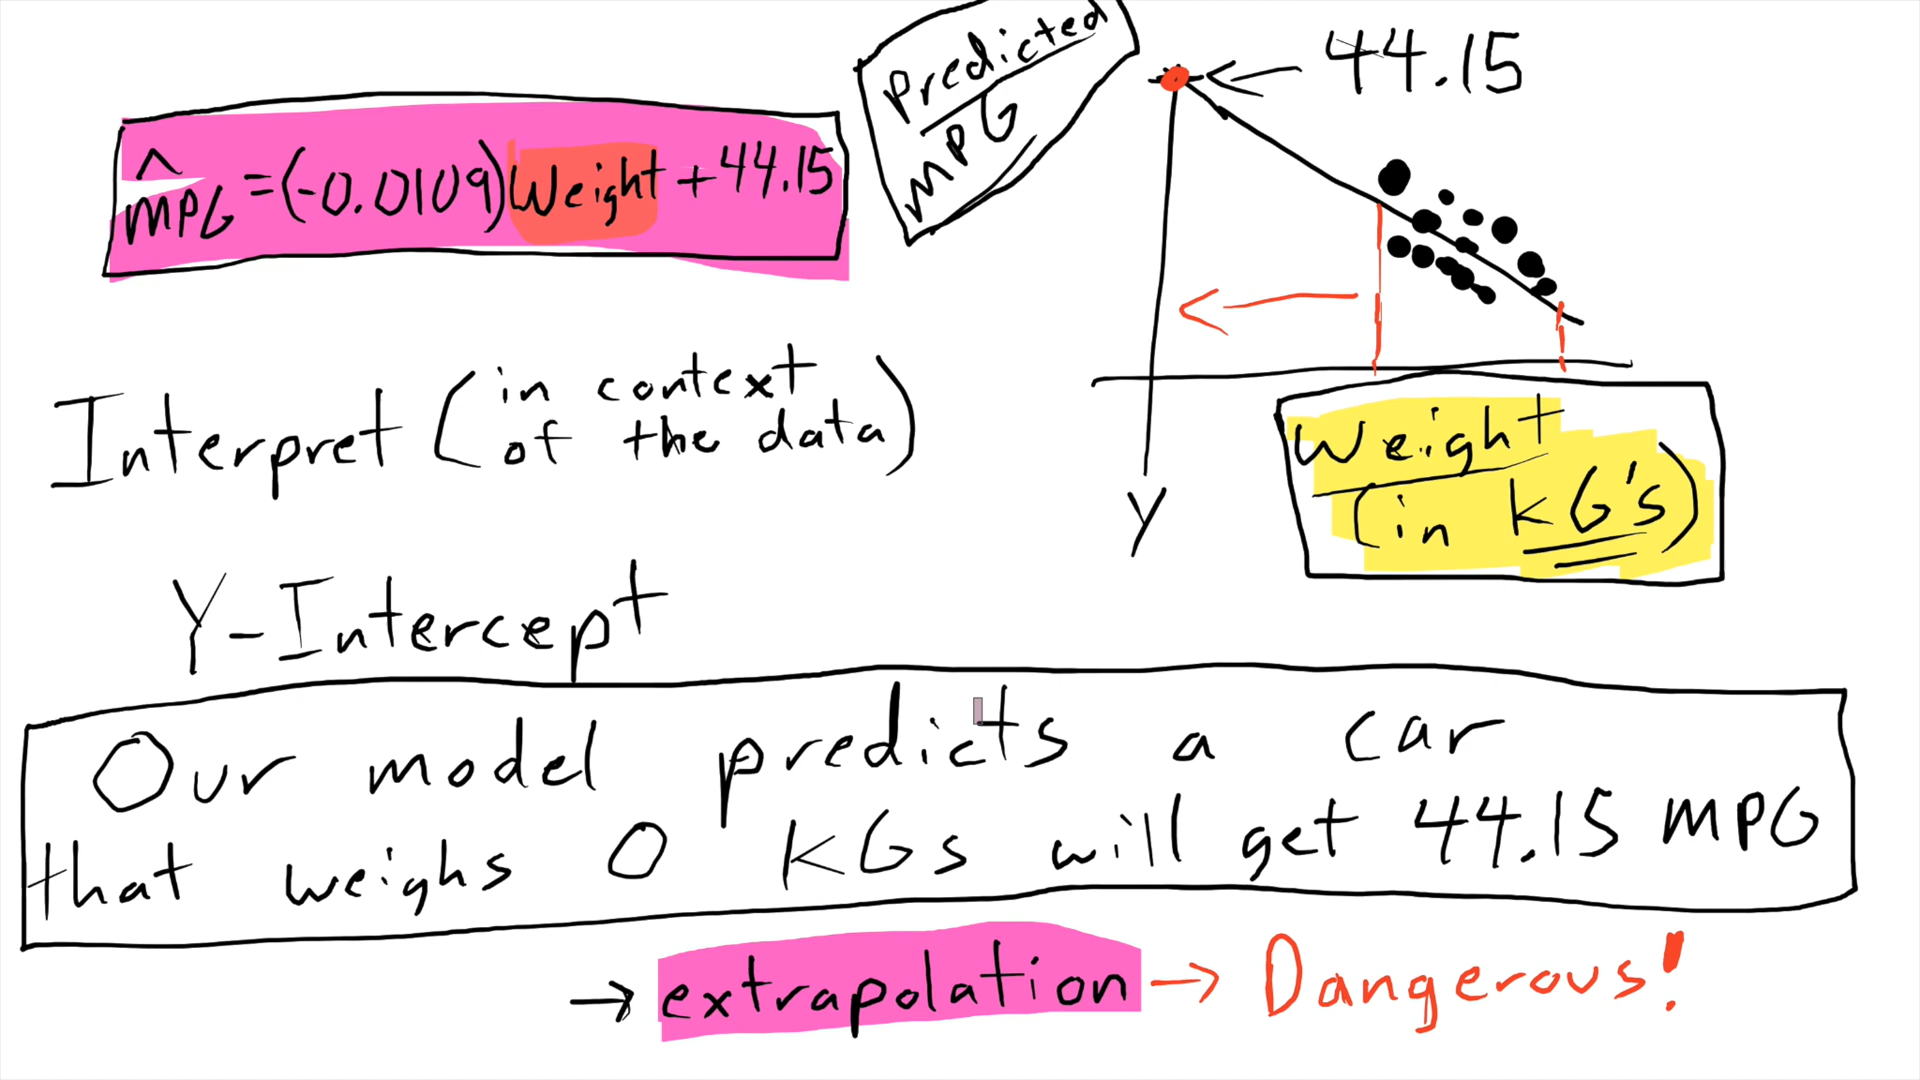 Predicted
MPG
44.15
^
MPG = (-0.0109)Weight + 44.15
Interpret (in context
of the data)
Weight
(in KG's)
Y
Y-Intercept
Our model predicts a car
that weighs 0 KGs will get 44.15 MPG
→ extrapolation → Dangerous!